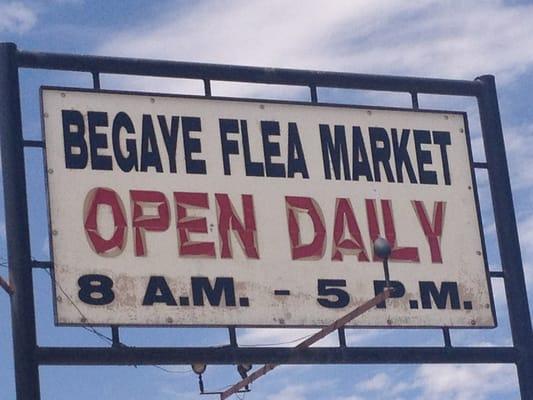 BEGAYE FLEA MARKET
OPEN DAILY
8 A.M. - 5 P.M.